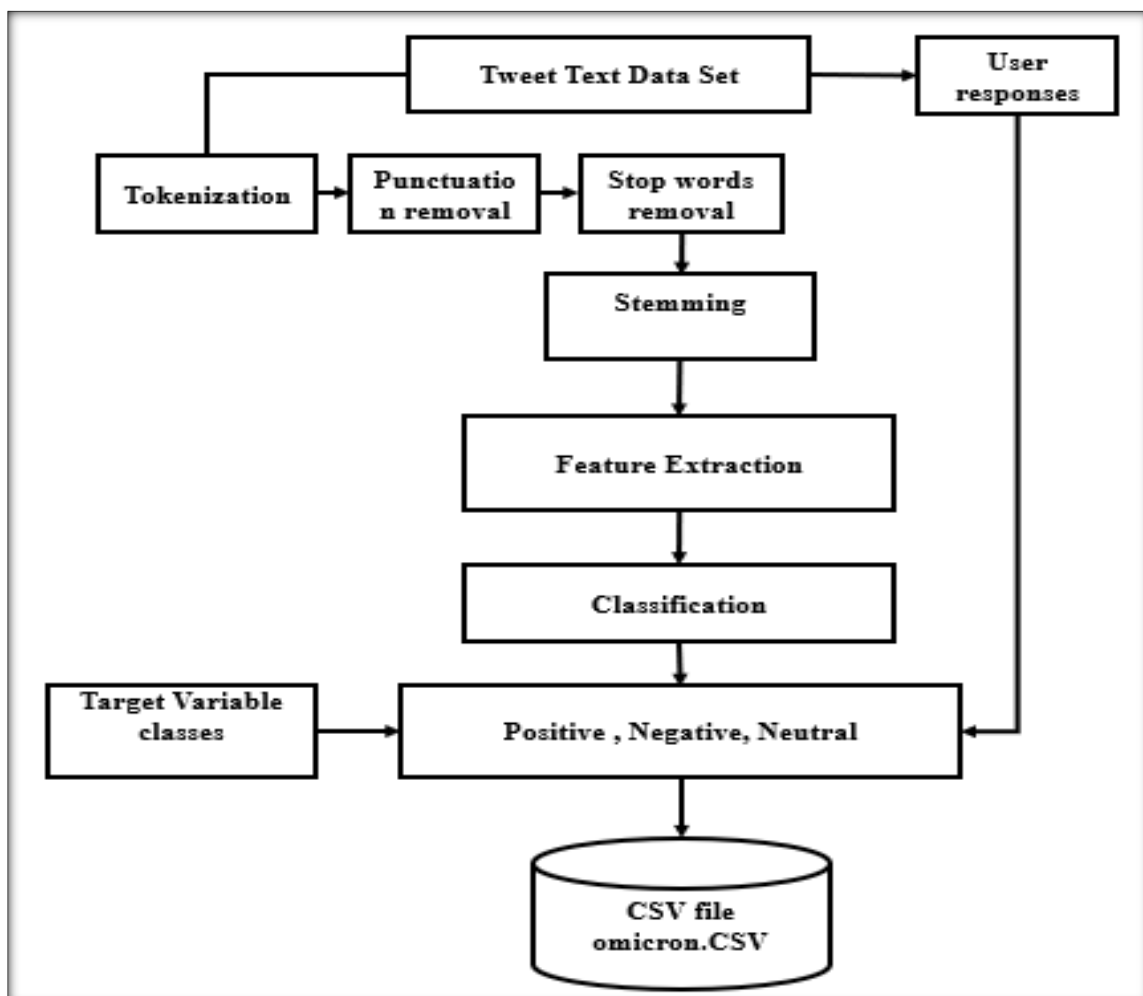 Tweet Text Data Set
User
responses
Tokenization
Punctuatio
n removal
Stop words
removal
Stemming
Feature Extraction
Classification
Target Variable
classes
Positive , Negative, Neutral
CSV file
omicron.CSV